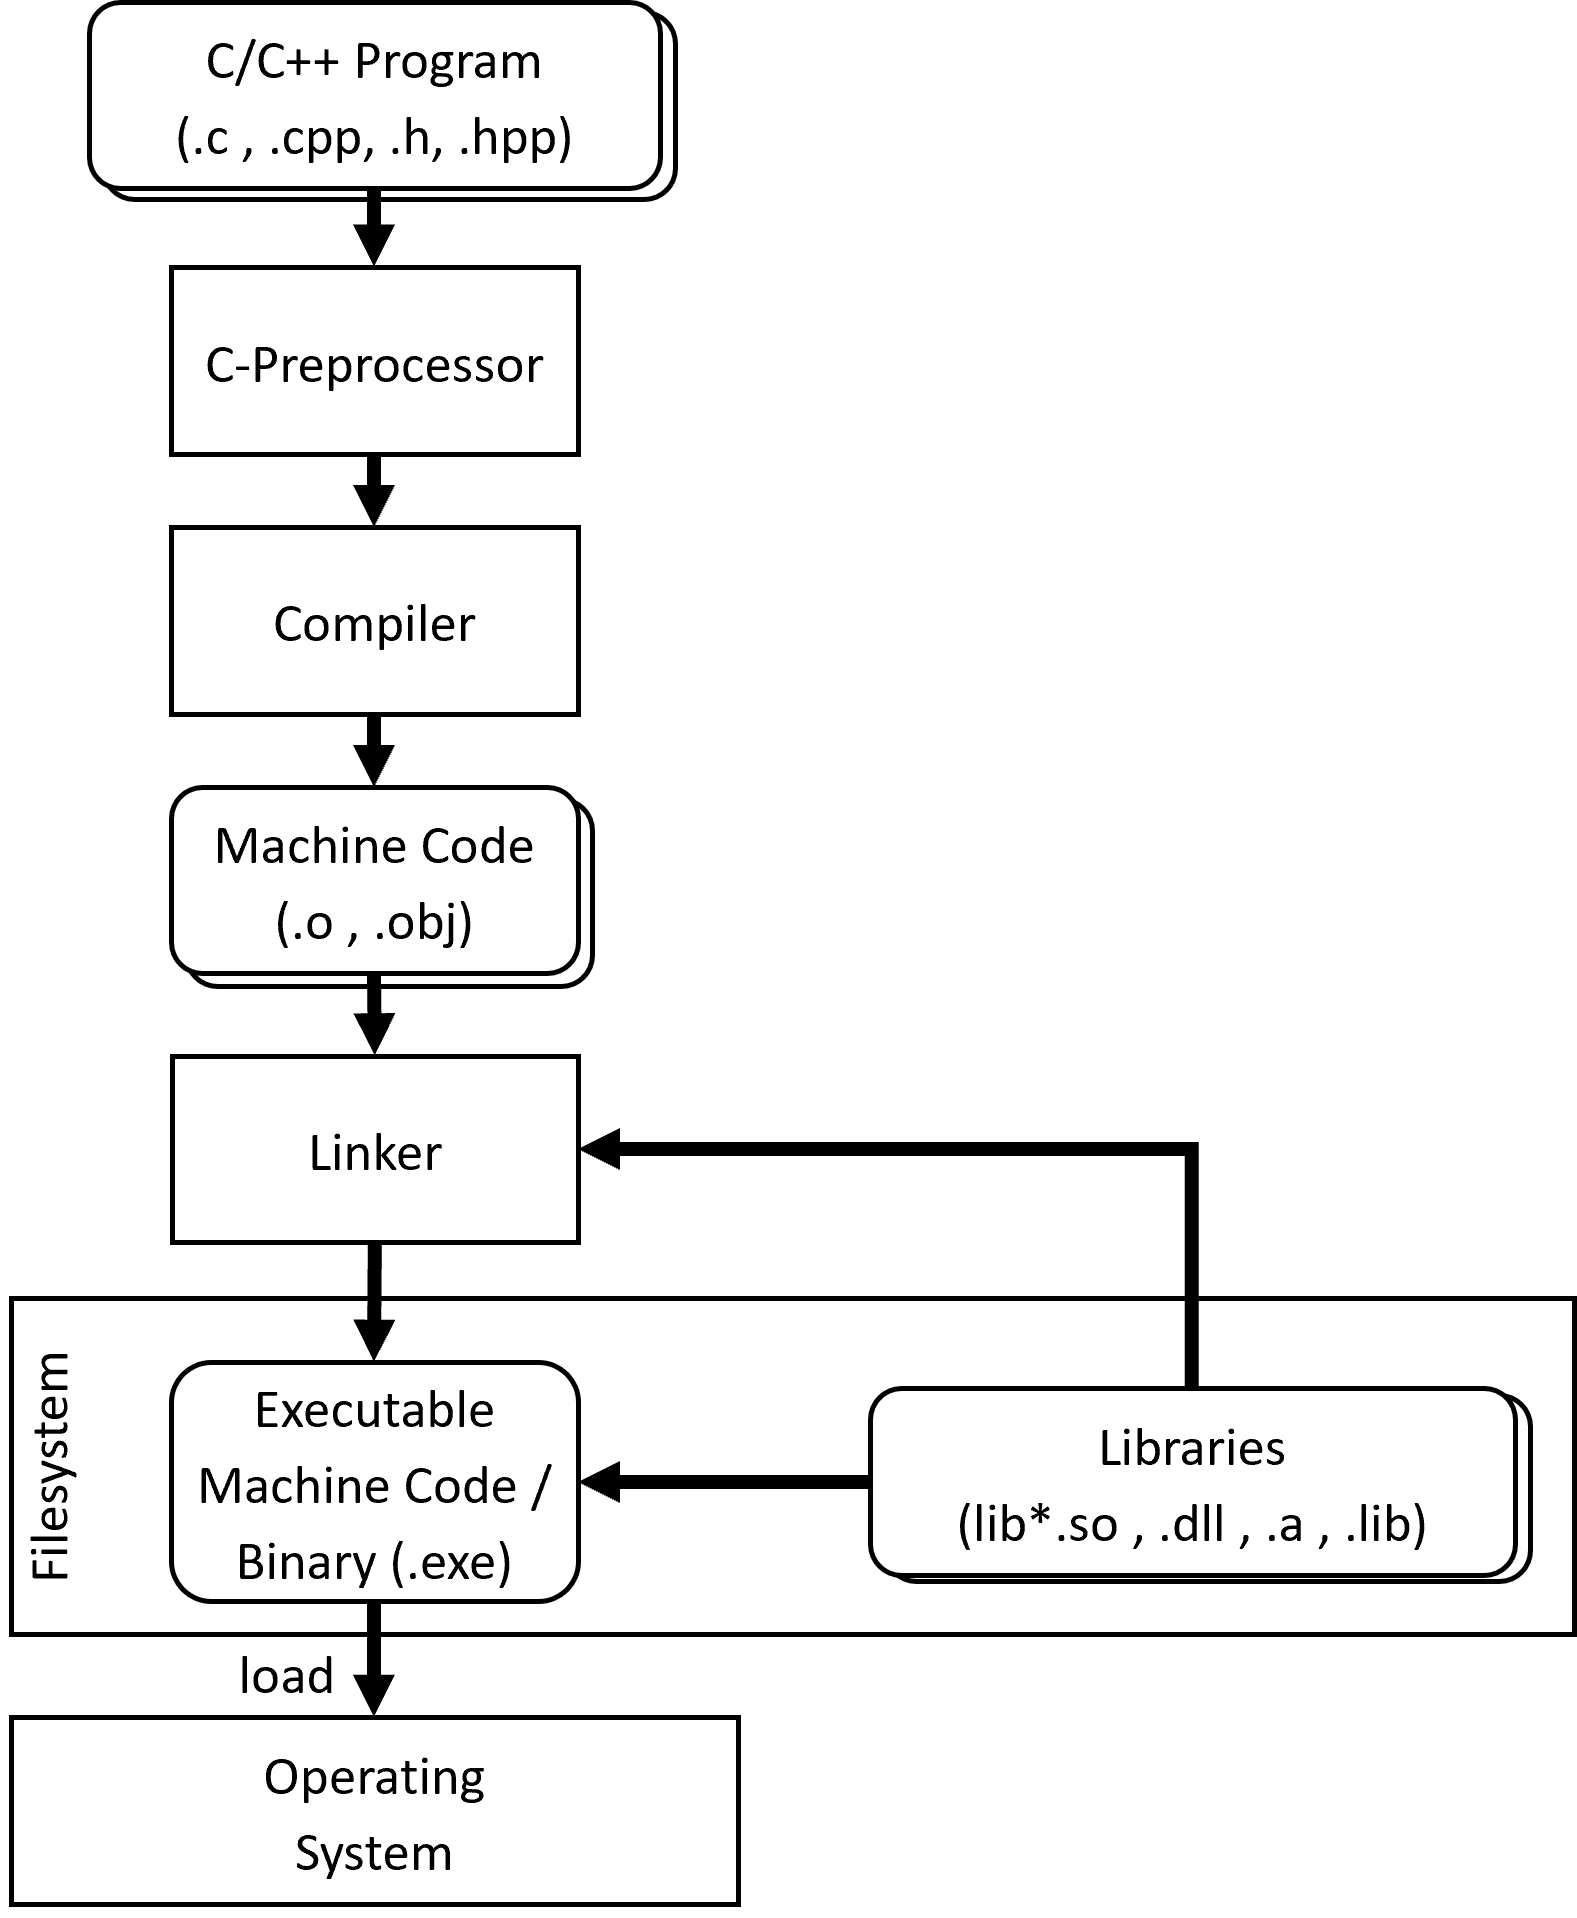 C/C++ Program
(.c , .cpp, .h, .hpp)
C-Preprocessor
Compiler
Machine Code
(.o , .obj)
Linker
Filesystem
Executable
Machine Code /
Binary (.exe)
Libraries
(lib*.so , .dll , .a , .lib)
load
Operating
System